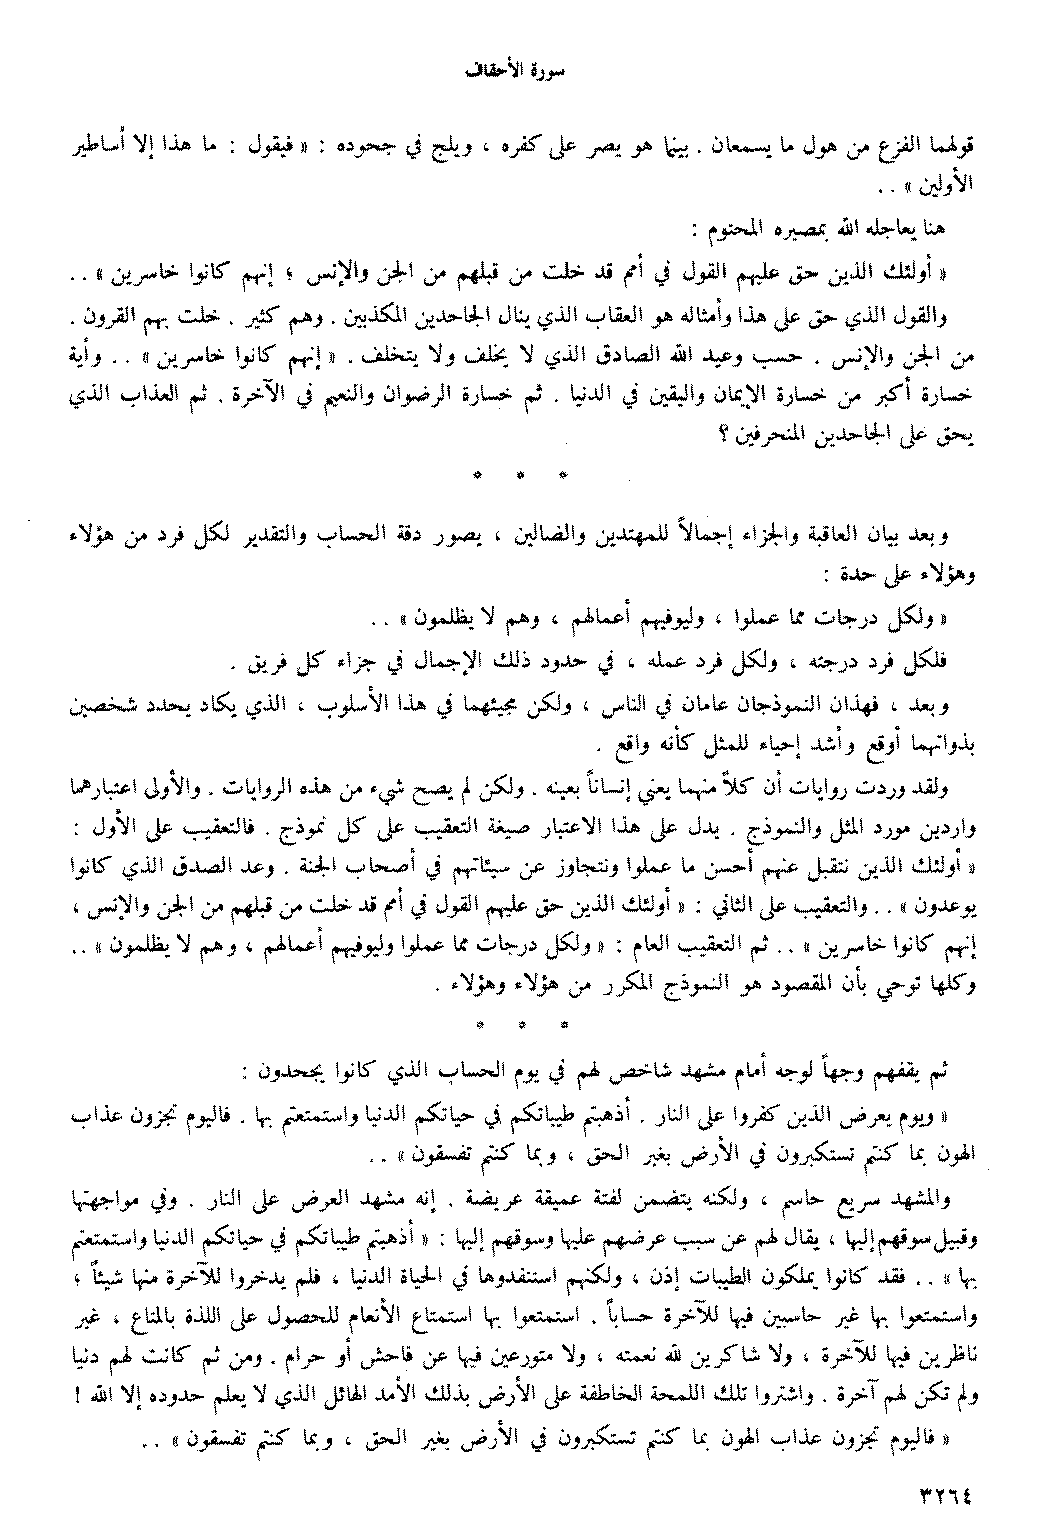 سورة الأحقاف
قولهما الفزع من هول ما يسمعان . بينما هو يصر على كفره ، ويلج في جحوده : « فيقول : ما هذا إلا أساطير
الأولين » . .
هنا يعاجله الله بمصيره المحتوم :
« أولئك الذين حق عليهم القول في أمم قد خلت من قبلهم من الجن والإنس ؛ إنهم كانوا خاسرين » . .
والقول الذي حق على هذا وأمثاله هو العقاب الذي ينال الجاحدين المكذبين . وهم كثير . خلت بهم القرون .
من الجن والإنس . حسب وعيد الله الصادق الذي لا يخلف ولا يتخلف . « إنهم كانوا خاسرين » . . وأية
خسارة أكبر من خسارة الإيمان واليقين في الدنيا . ثم خسارة الرضوان والنعيم في الآخرة . ثم العذاب الذي
يحق على الجاحدين المنحرفين ؟
* * *
وبعد بيان العاقبة والجزاء إجمالاً للمهتدين والضالين ، يصور دقة الحساب والتقدير لكل فرد من هؤلاء
وهؤلاء على حدة :
« ولكل درجات مما عملوا ، وليوفيهم أعمالهم ، وهم لا يظلمون » . .
فلكل فرد درجته ، ولكل فرد عمله ، في حدود ذلك الإجمال في جزاء كل فريق .
وبعد ، فهذان النموذجان عامان في الناس ، ولكن مجيئهما في هذا الأسلوب ، الذي يكاد يحدد شخصين
بذواتهما أوقع وأشد إحياء للمثل كأنه واقع .
ولقد وردت روايات أن كلاً منهما يعني إنساناً بعينه . ولكن لم يصح شيء من هذه الروايات . والأولى اعتبارهما
واردين مورد المثل والنموذج . يدل على هذا الاعتبار صيغة التعقيب على كل نموذج . فالتعقيب على الأول :
« أولئك الذين نتقبل عنهم أحسن ما عملوا ونتجاوز عن سيئاتهم في أصحاب الجنة . وعد الصدق الذي كانوا
يوعدون » . . والتعقيب على الثاني : « أولئك الذين حق عليهم القول في أمم قد خلت من قبلهم من الجن والإنس ،
إنهم كانوا خاسرين » . . ثم التعقيب العام : « ولكل درجات مما عملوا وليوفيهم أعمالهم ، وهم لا يظلمون » . .
وكلها توحي بأن المقصود هو النموذج المكرر من هؤلاء وهؤلاء .
* * *
ثم يقفهم وجهاً لوجه أمام مشهد شاخص لهم في يوم الحساب الذي كانوا يجحدون :
« ويوم يعرض الذين كفروا على النار . أذهبتم طيباتكم في حياتكم الدنيا واستمتعتم بها . فاليوم تجزون عذاب
الهون بما كنتم تستكبرون في الأرض بغير الحق ، وبما كنتم تفسقون » . .
والمشهد سريع حاسم ، ولكنه يتضمن لفتة عميقة عريضة . إنه مشهد العرض على النار . وفي مواجهتها
وقبيل سوقهم إليها ، يقال لهم عن سبب عرضهم عليها وسوقهم إليها : « أذهبتم طيباتكم في حياتكم الدنيا واستمتعتم
بها » . . فقد كانوا يملكون الطيبات إذن ، ولكنهم استنفدوها في الحياة الدنيا ، فلم يدخروا للآخرة منها شيئاً ؛
واستمتعوا بها غير حاسبين فيها للآخرة حساباً . استمتعوا بها استمتاع الأنعام للحصول على اللذة بالمتاع ، غير
ناظرين فيها للآخرة ، ولا شاكرين لله نعمته ، ولا متورعين فيها عن فاحش أو حرام . ومن ثم كانت لهم دنيا
ولم تكن لهم آخرة . واشتروا تلك اللمحة الخاطفة على الأرض بذلك الأمد الهائل الذي لا يعلم حدوده إلا الله !
« فاليوم تجزون عذاب الهون بما كنتم تستكبرون في الأرض بغير الحق ، وبما كنتم تفسقون » . .
٣٢٦٤